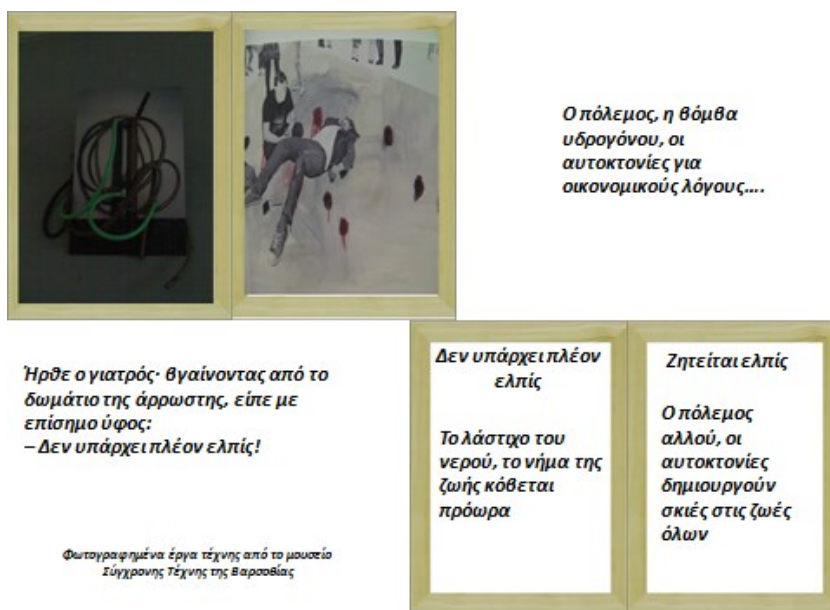 Ο πόλεμος, η βόμβα
υδρογόνου, οι
αυτοκτονίες για
οικονομικούς λόγους....
Ήρθε ο γιατρός· βγαίνοντας από το
δωμάτιο της άρρωστης, είπε με
επίσημο ύφος:
– Δεν υπάρχει πλέον ελπίς!
Δεν υπάρχει πλέον
ελπίς
Το λάστιχο του
νερού, το νήμα της
ζωής κόβεται
πρόωρα
Ζητείται ελπίς
Ο πόλεμος
αλλού, οι
αυτοκτονίες
δημιουργούν
σκιές στις ζωές
όλων
Φωτογραφημένα έργα τέχνης από το μουσείο
Σύγχρονης Τέχνης της Βαρσοβίας